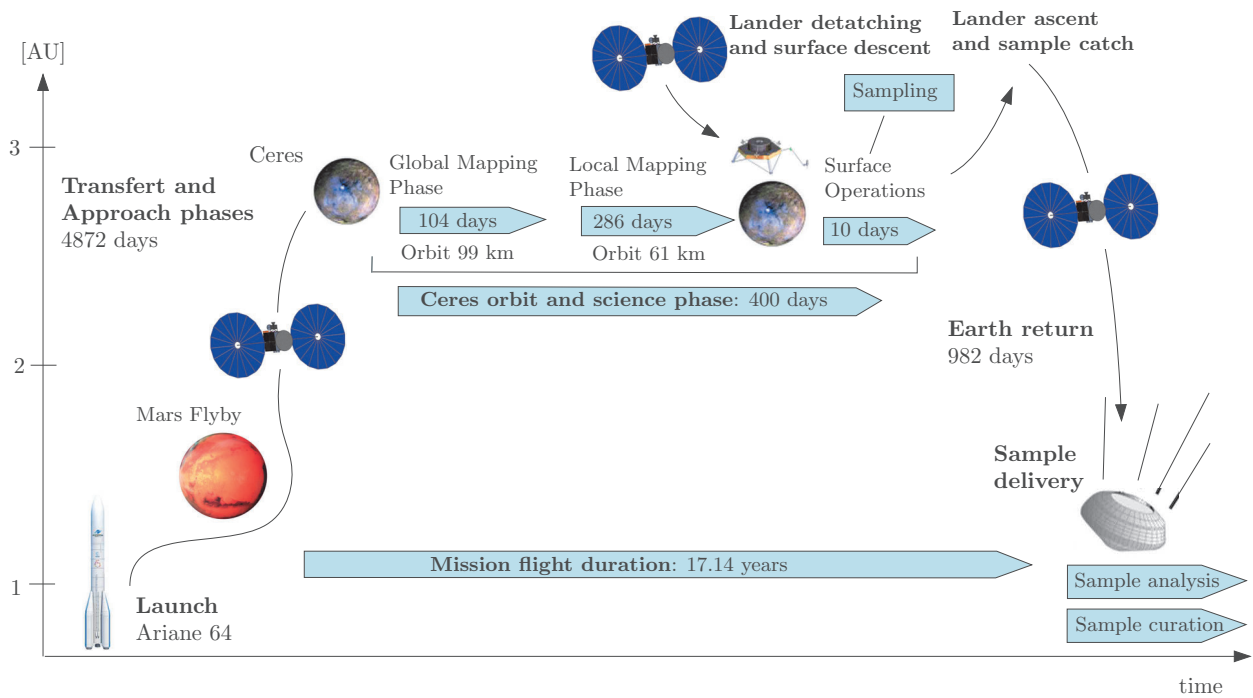 [AU]
3
2
1
time
Launch
Ariane 64
Mars Flyby
Transfert and
Approach phases
4872 days
Ceres
Global Mapping
Phase
104 days
Orbit 99 km
Local Mapping
Phase
286 days
Orbit 61 km
Lander detatching
and surface descent
Sampling
Surface
Operations
10 days
Ceres orbit and science phase: 400 days
Lander ascent
and sample catch
Earth return
982 days
Sample
delivery
Mission flight duration: 17.14 years
Sample analysis
Sample curation